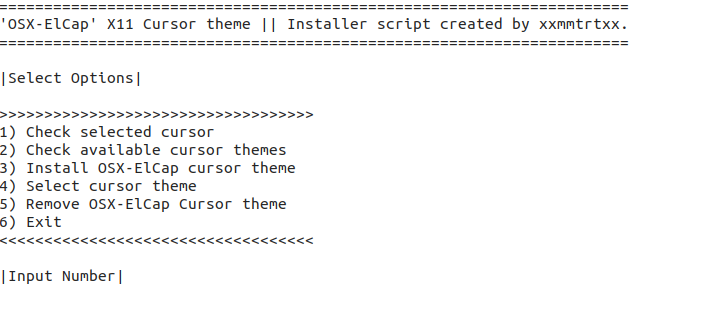 ======================================================================
'OSX-ElCap' X11 Cursor theme || Installer script created by xxmmtrtxx.
======================================================================
|Select Options|
>>>>>>>>>>>>>>>>>>>>>>>>>>>>>>>>>>>
1) Check selected cursor
2) Check available cursor themes
3) Install OSX-ElCap cursor theme
4) Select cursor theme
5) Remove OSX-ElCap Cursor theme
6) Exit
<<<<<<<<<<<<<<<<<<<<<<<<<<<<<<<<<<<
|Input Number|